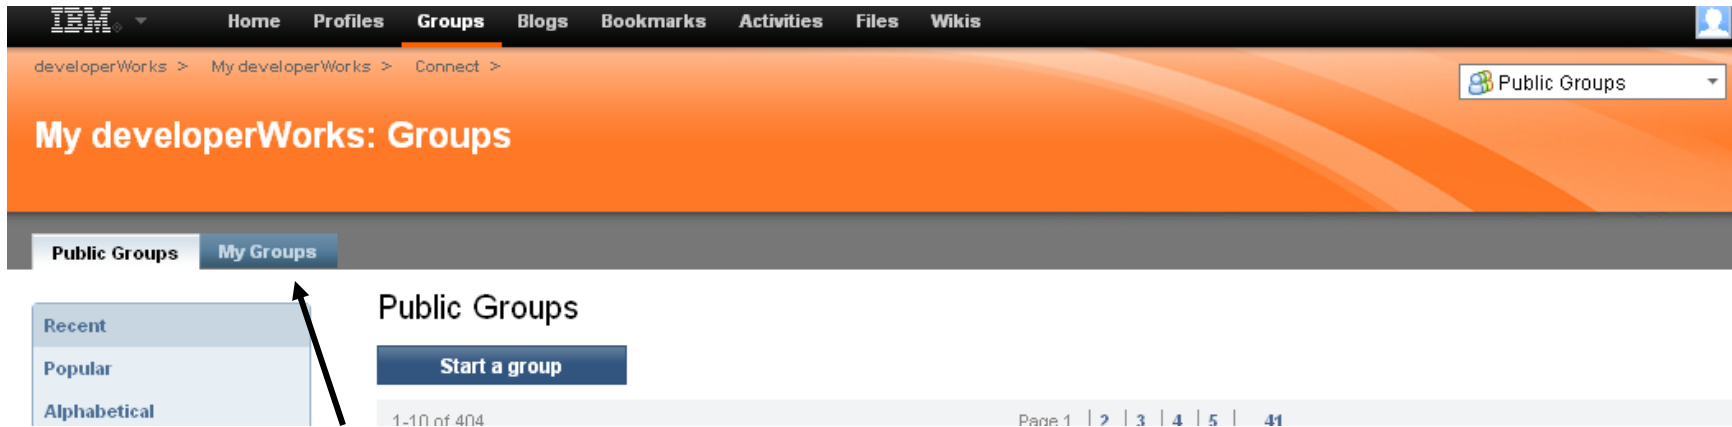 IBM® Home Profiles Groups Blogs Bookmarks Activities Files Wikis
developerWorks > My developerWorks > Connect >
Public Groups
My developerWorks: Groups
Public Groups My Groups
Public Groups
Recent
Start a group
Popular
Alphabetical
1-10 of 404 Page 1 | 2 | 3 | 4 | 5 | 41